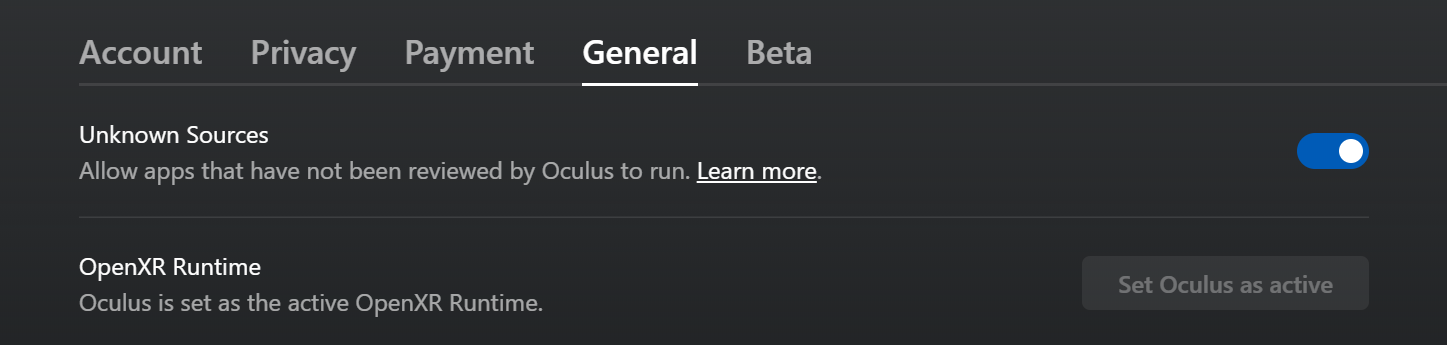 Account Privacy Payment General Beta
Unknown Sources
Allow apps that have not been reviewed by Oculus to run. Learn more.
OpenXR Runtime
Oculus is set as the active OpenXR Runtime.
Set Oculus as active